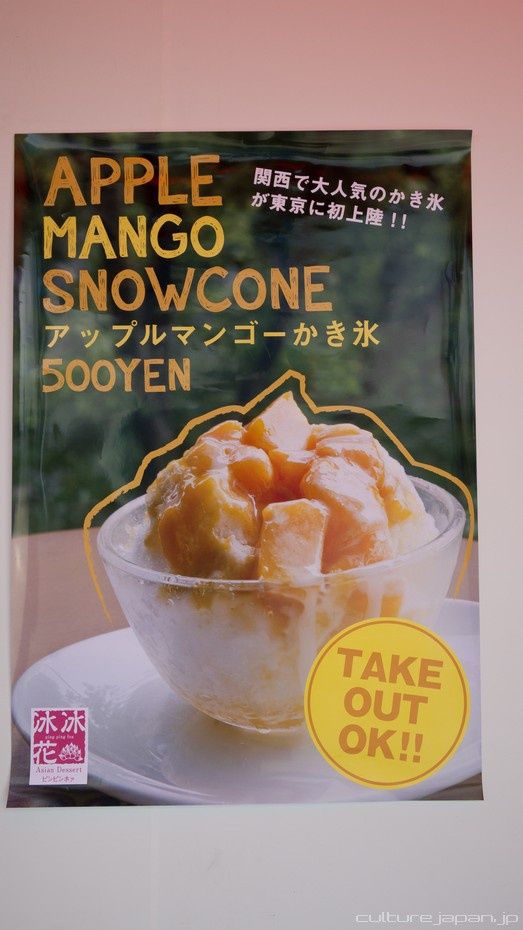 APPLE
MANGO
SNOWCONE
関西で大人気のかき氷
が東京に初上陸!!
アップルマンゴーかき氷
500YEN
TAKE
OUT
OK!!
冰冰
花
Asian Dessert
ピンピンホァ
culturejapan.jp